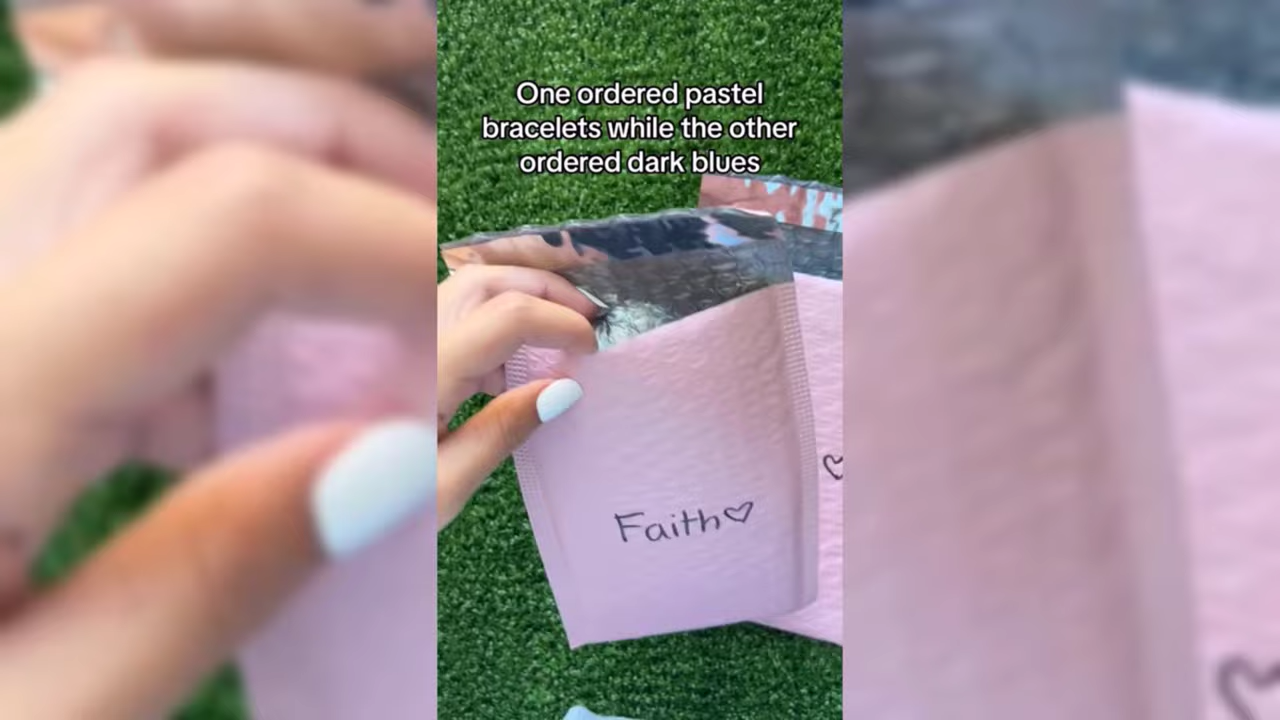 One ordered pastel
bracelets while the other
ordered dark blues
Faith♡